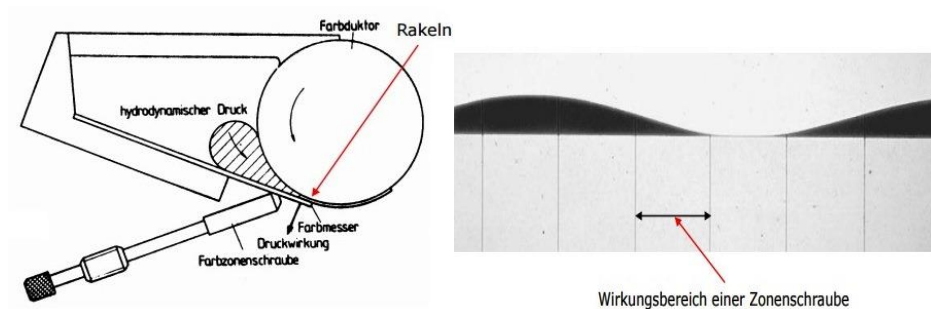 Farbduktor
Rakeln
hydrodynamischer Druck
Farbmesser
Druckwirkung
Farbzonenschraube
Wirkungsbereich einer Zonenschraube